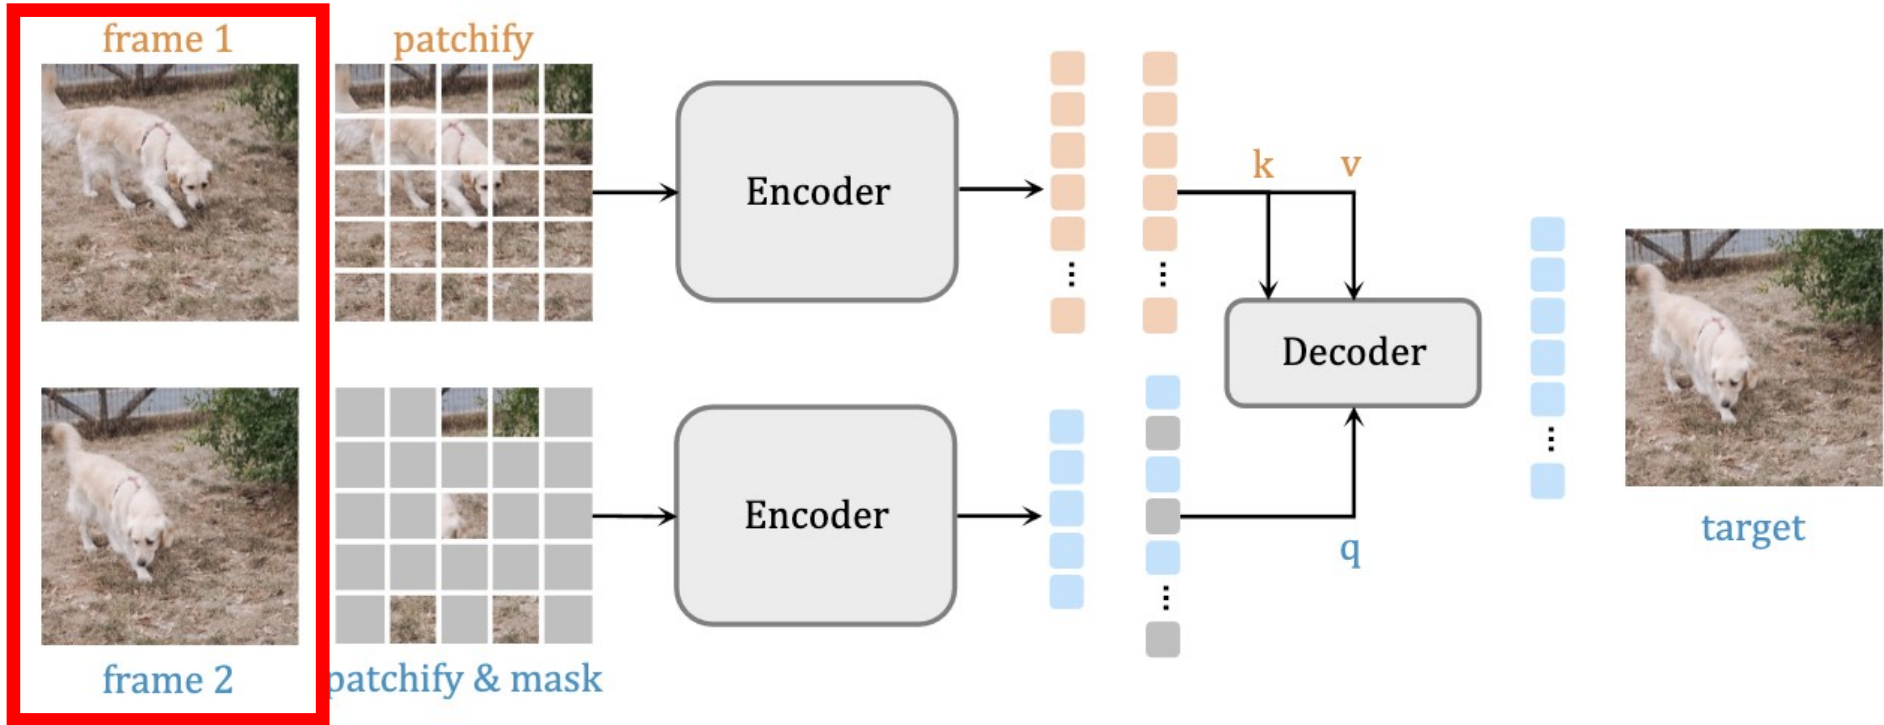 frame 1
patchify
Encoder
k
v
Decoder
frame 2
patchify & mask
Encoder
q
target